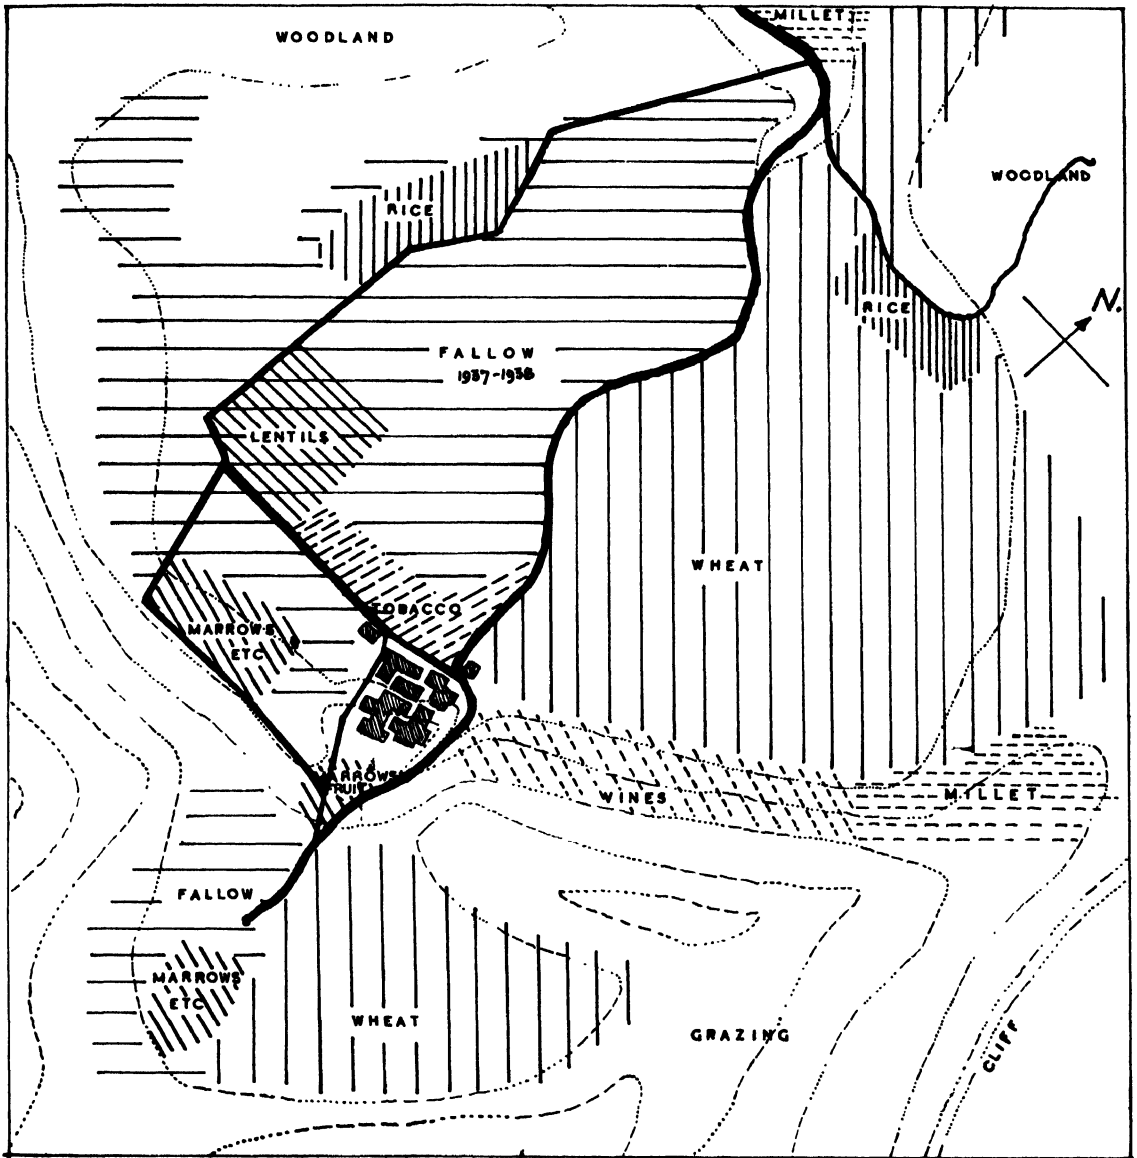 MILLET
WOODLAND
WOODLAND
RICE
N.
RICE
FALLOW
1937-1938
LENTILS
WHEAT
TOBACCO
MARROWS
ETC
MARROWS
FRUIT
VINES
MILLET
FALLOW
MARROWS
ETC
WHEAT
GRAZING
CLIFF